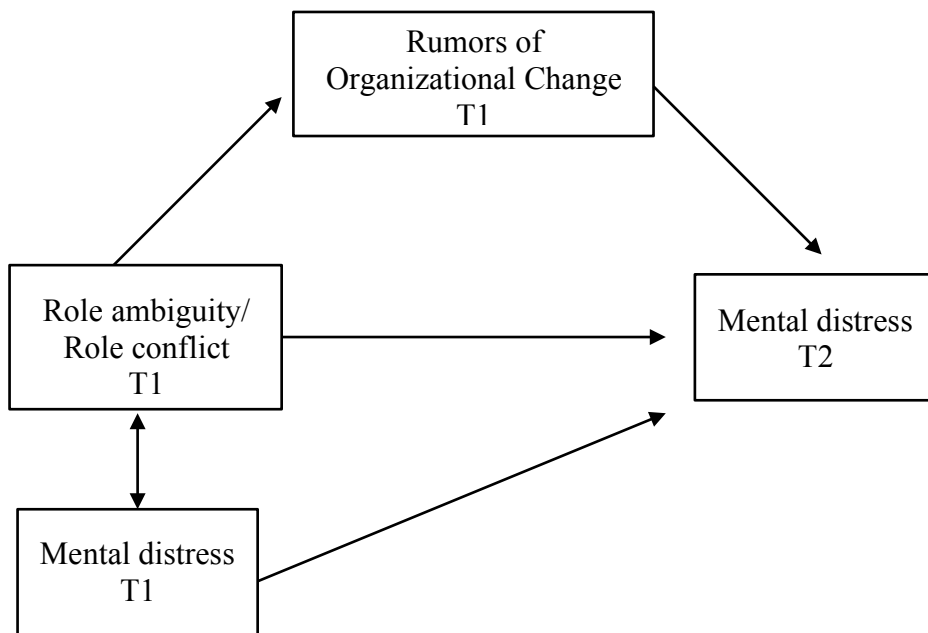 Rumors of
Organizational Change
T1
Role ambiguity/
Role conflict
T1
Mental distress
T2
Mental distress
T1